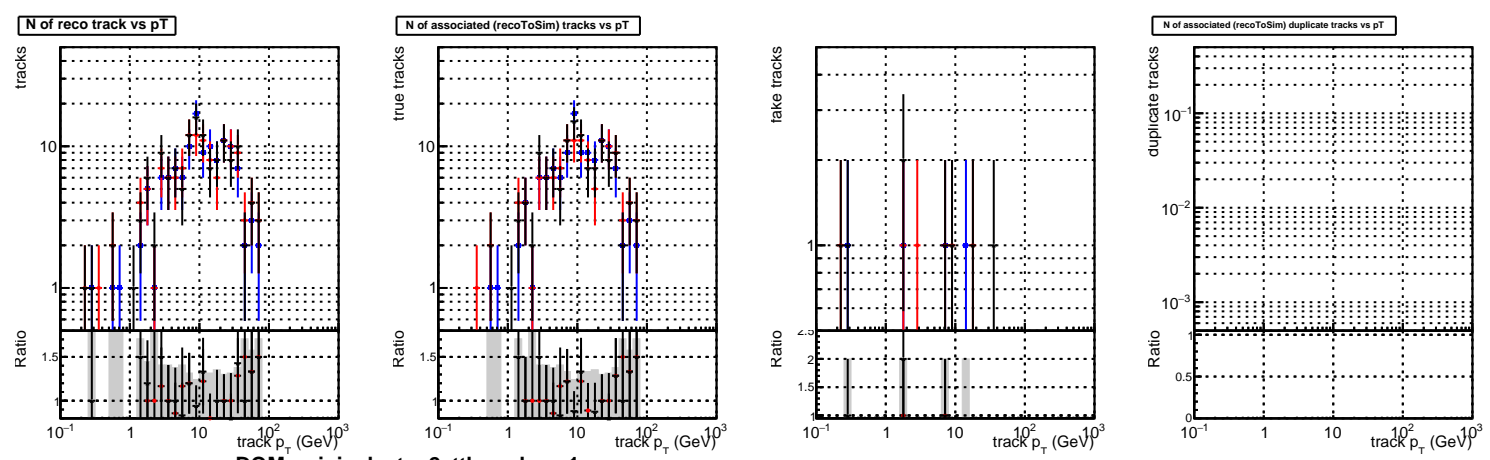 N of reco track vs pT
tracks
10
1
Ratio
1.5
1
10⁻¹ 1 10 10² 10³
track p_T (GeV)
N of associated (recoToSim) tracks vs pT
true tracks
10
1
Ratio
1.5
1
10⁻¹ 1 10 10² 10³
track p_T (GeV)
fake tracks
1
Ratio
2.5
2
1.5
1
10⁻¹ 1 10 10² 10³
track p_T (GeV)
N of associated (recoToSim) duplicate tracks vs pT
duplicate tracks
10⁻¹
10⁻²
10⁻³
Ratio
1
0.5
0
10⁻¹ 1 10 10² 10³
track p_T (GeV)